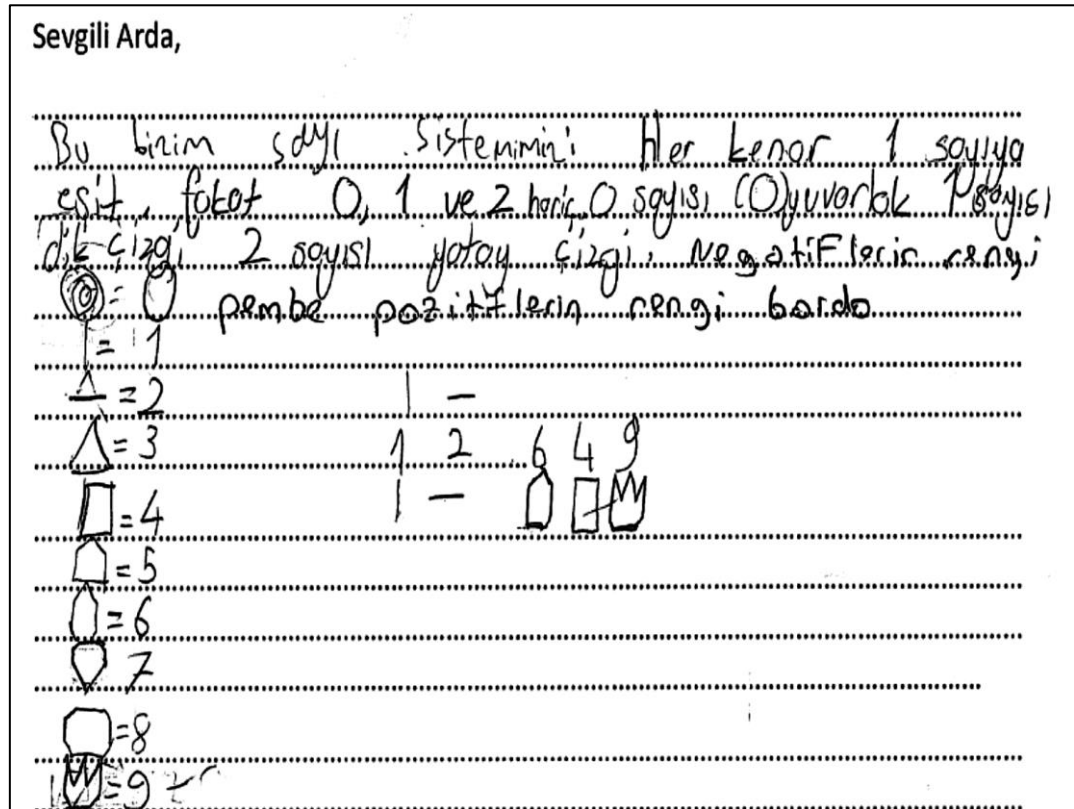 Sevgili Arda,
Bu bizim sayı sistemimiz: Her kenar 1 sayıya
eşit, fakat 0, 1 ve 2 hariç. 0 sayısı (O) yuvarlak 1 sayısı
dik çizgi 2 sayısı yatay çizgi. Negatiflerin rengi
= 0 pembe pozitiflerin rengi bordo
= 1
= 2
= 3 1 2 6 4 9
= 4
= 5
= 6
7
= 8
= 9